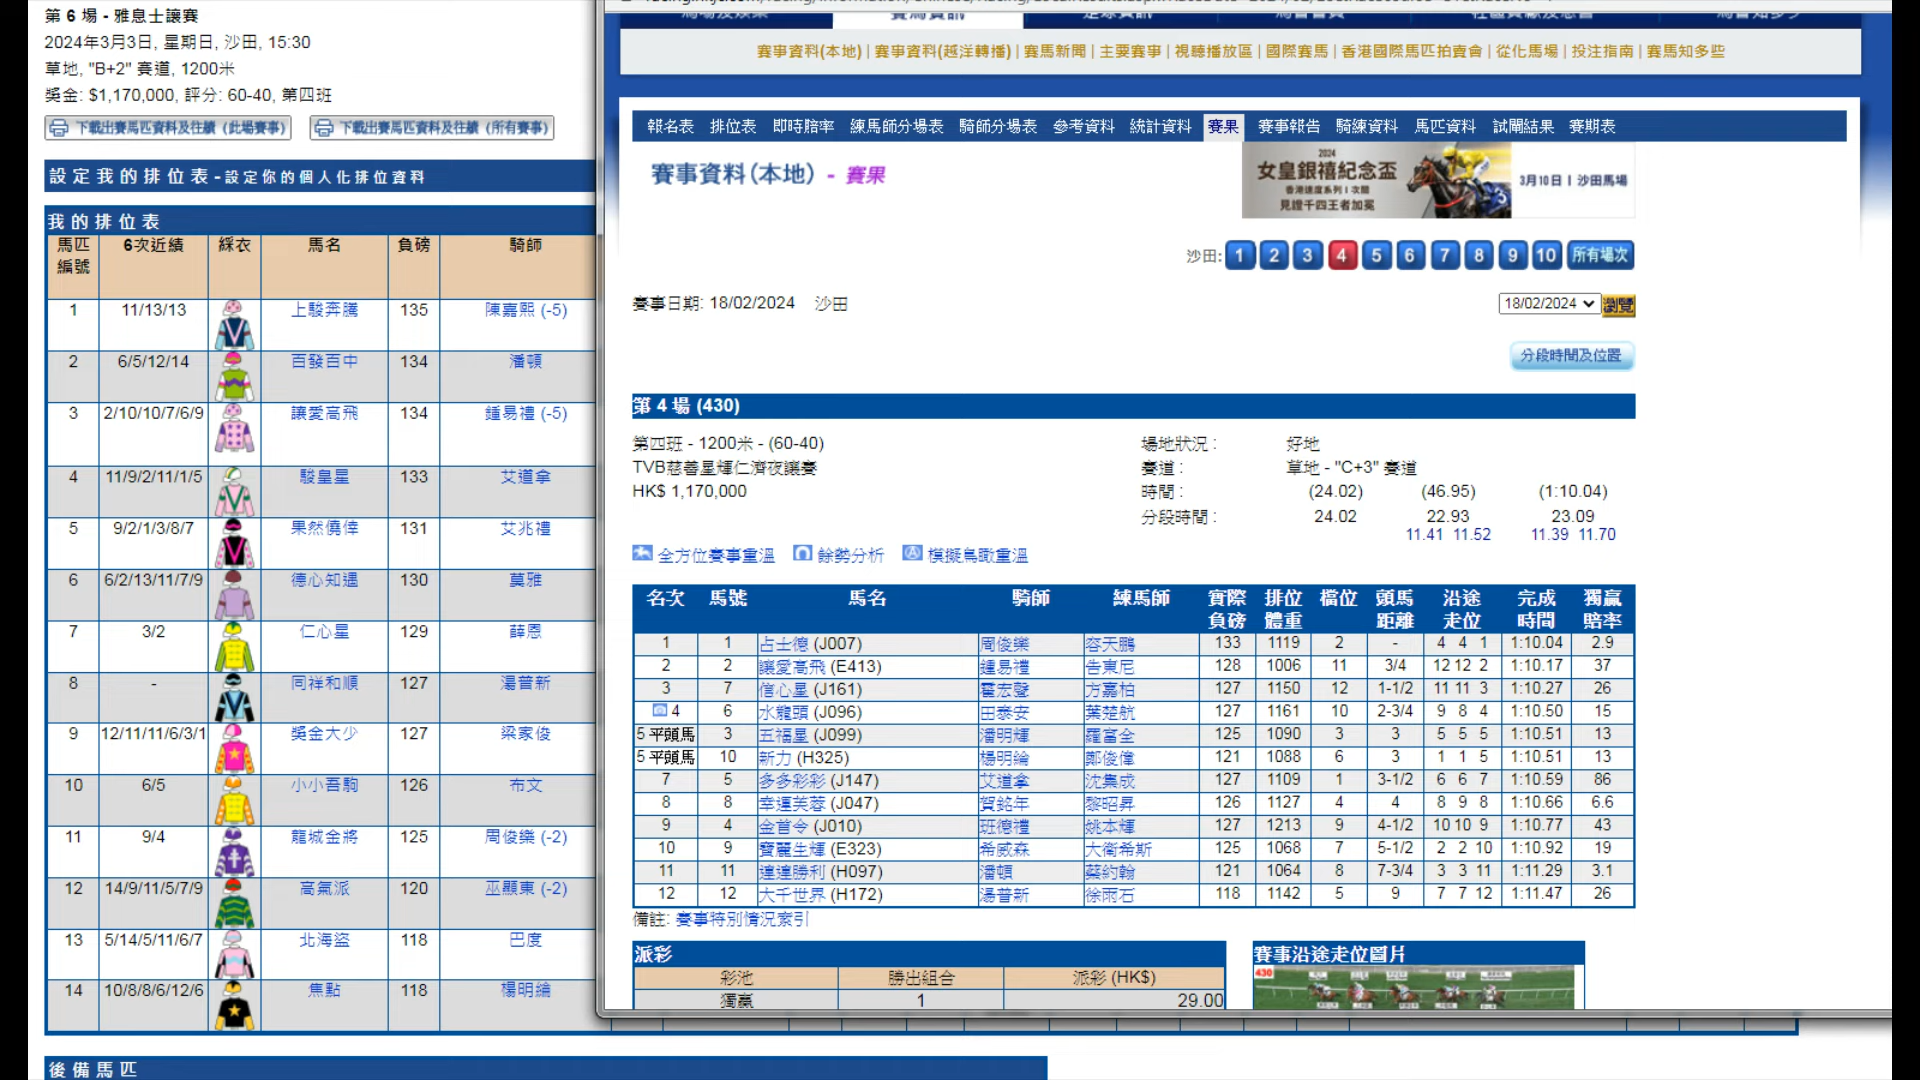 第 6 場 - 雅息士讓賽
2024年3月3日, 星期日, 沙田, 15:30
草地, "B+2" 賽道, 1200米
獎金: $1,170,000, 評分: 60-40, 第四班
下載出賽馬匹資料及往績 (此場賽事) 下載出賽馬匹資料及往績 (所有賽事)
設定我的排位表-設定你的個人化排位資料
我的排位表
馬匹編號 6次近績 綵衣 馬名 負磅 騎師
1 11/13/13 上駿奔騰 135 陳嘉熙 (-5)
2 6/5/12/14 百發百中 134 潘頓
3 2/10/10/7/6/9 讓愛高飛 134 鍾易禮 (-5)
4 11/9/2/11/1/5 駿皇星 133 艾道拿
5 9/2/1/3/8/7 果然僥倖 131 艾兆禮
6 6/2/13/11/7/9 德心知遇 130 莫雅
7 3/2 仁心星 129 薛恩
8 - 同祥和順 127 湯普新
9 12/11/11/6/3/1 獎金大少 127 梁家俊
10 6/5 小小吾駒 126 布文
11 9/4 龍城金將 125 周俊樂 (-2)
12 14/9/11/5/7/9 高氣派 120 巫顯東 (-2)
13 5/14/5/11/6/7 北海盜 118 巴度
14 10/8/8/6/12/6 焦點 118 楊明綸
後備馬匹
賽事資料(本地) | 賽事資料(越洋轉播) | 賽馬新聞 | 主要賽事 | 視聽播放區 | 國際賽馬 | 香港國際馬匹拍賣會 | 從化馬場 | 投注指南 | 賽馬知多些
報名表 排位表 即時賠率 練馬師分場表 騎師分場表 參考資料 統計資料 賽果 賽事報告 騎練資料 馬匹資料 試閘結果 賽期表
賽事資料(本地) - 賽果
2024
女皇銀禧紀念盃
香港速度系列 I 次關
見證千四王者加冕
3
3月10日 | 沙田馬場
沙田: 1 2 3 4 5 6 7 8 9 10 所有場次
賽事日期: 18/02/2024 沙田
18/02/2024 瀏覽
分段時間及位置
第 4 場 (430)
第四班 - 1200米 - (60-40) 場地狀況 : 好地
TVB慈善星輝仁濟夜讓賽 賽道 : 草地 - "C+3" 賽道
HK$ 1,170,000 時間 : (24.02) (46.95) (1:10.04)
分段時間 : 24.02 22.93 23.09
11.41 11.52 11.39 11.70
全方位賽事重溫 餘勢分析 模擬鳥瞰重溫
名次 馬號 馬名 騎師 練馬師 實際負磅 排位體重 檔位 頭馬距離 沿途走位 完成時間 獨贏賠率
1 1 占士德 (J007) 周俊樂 容天鵬 133 1119 2 - 4 4 1 1:10.04 2.9
2 2 讓愛高飛 (E413) 鍾易禮 告東尼 128 1006 11 3/4 12 12 2 1:10.17 37
3 7 信心星 (J161) 霍宏聲 方嘉柏 127 1150 12 1-1/2 11 11 3 1:10.27 26
4 6 水龍頭 (J096) 田泰安 葉楚航 127 1161 10 2-3/4 9 8 4 1:10.50 15
5 平頭馬 3 五福星 (J099) 潘明輝 羅富全 125 1090 3 3 5 5 5 1:10.51 13
5 平頭馬 10 新力 (H325) 楊明綸 鄭俊偉 121 1088 6 3 1 1 5 1:10.51 13
7 5 多多彩彩 (J147) 艾道拿 沈集成 127 1109 1 3-1/2 6 6 7 1:10.59 86
8 8 幸運芙蓉 (J047) 賀銘年 黎昭昇 126 1127 4 4 8 9 8 1:10.66 6.6
9 4 金首令 (J010) 班德禮 姚本輝 127 1213 9 4-1/2 10 10 9 1:10.77 43
10 9 寶麗生輝 (E323) 希威森 大衛希斯 125 1068 7 5-1/2 2 2 10 1:10.92 19
11 11 連連勝利 (H097) 潘頓 蔡約翰 121 1064 8 7-3/4 3 3 11 1:11.29 3.1
12 12 大千世界 (H172) 湯普新 徐雨石 118 1142 5 9 7 7 12 1:11.47 26
備註: 賽事特別情況索引
派彩 賽事沿途走位圖片
彩池 勝出組合 派彩 (HK$)
430
獨贏 1 29.00